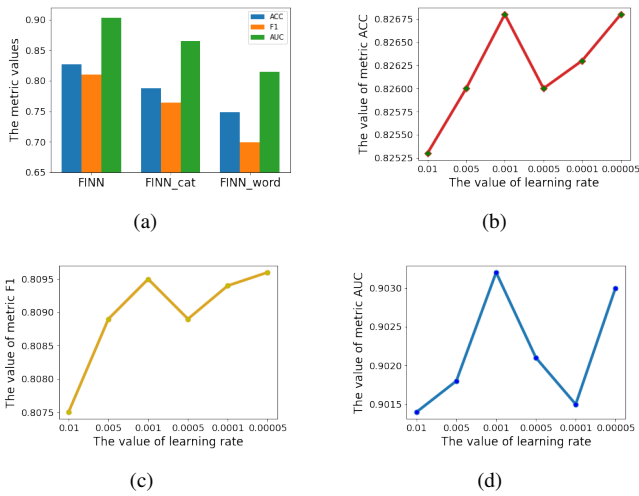 The metric values
0.90
0.85
0.80
0.75
0.70
0.65
ACC
F1
AUC
FINN FINN_cat FINN_word
(a)
The value of metric ACC
0.82675
0.82650
0.82625
0.82600
0.82575
0.82550
0.82525
0.01 0.005 0.001 0.0005 0.0001 0.00005
The value of learning rate
(b)
The value of metric F1
0.8095
0.8090
0.8085
0.8080
0.8075
0.01 0.005 0.001 0.0005 0.0001 0.00005
The value of learning rate
(c)
The value of metric AUC
0.9030
0.9025
0.9020
0.9015
0.01 0.005 0.001 0.0005 0.0001 0.00005
The value of learning rate
(d)